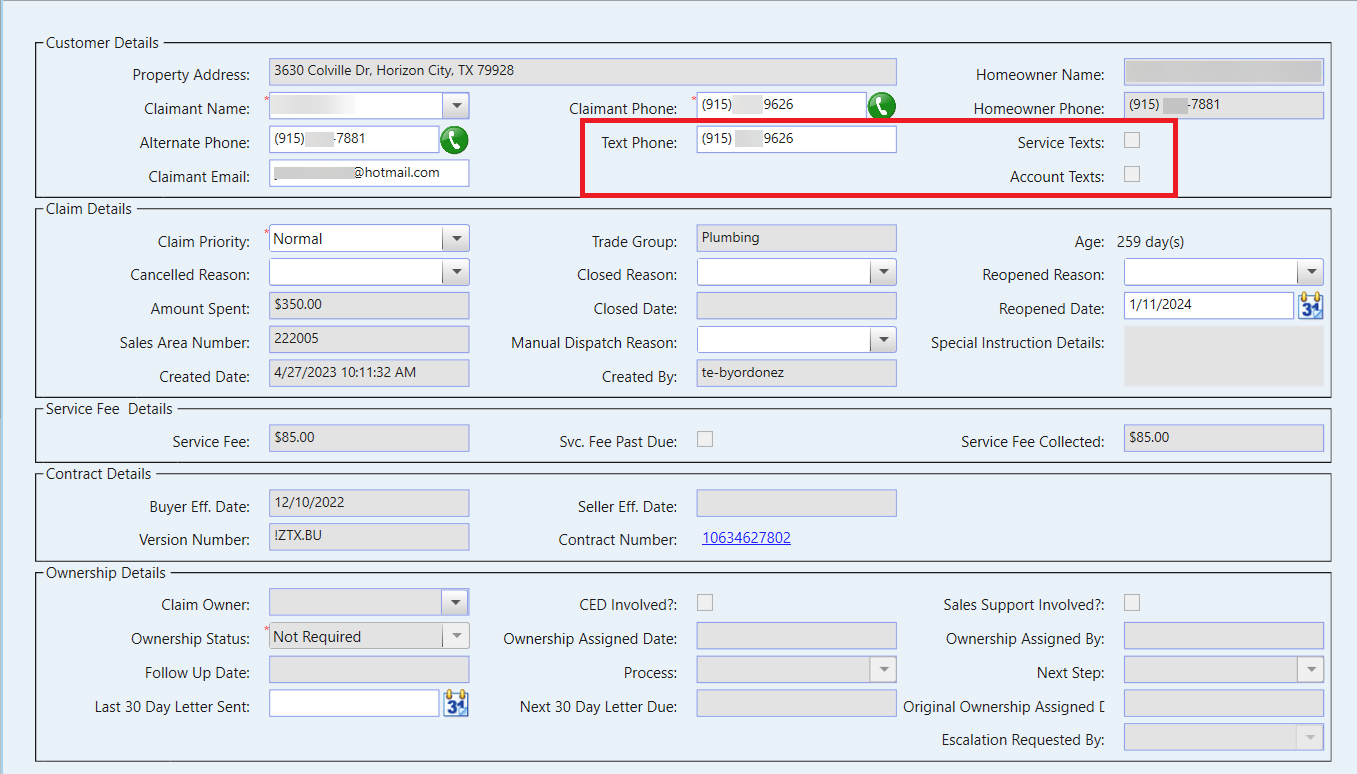 Customer Details
Property Address: 3630 Colville Dr, Horizon City, TX 79928 Homeowner Name:
Claimant Name: * Claimant Phone: * (915) 9626 Homeowner Phone: (915) -7881
Alternate Phone: (915) -7881 Text Phone: (915) 9626 Service Texts:
Claimant Email: @hotmail.com Account Texts:
Claim Details
Claim Priority: * Normal Trade Group: Plumbing Age: 259 day(s)
Cancelled Reason: Closed Reason: Reopened Reason:
Amount Spent: $350.00 Closed Date: Reopened Date: 1/11/2024 31
Sales Area Number: 222005 Manual Dispatch Reason: Special Instruction Details:
Created Date: 4/27/2023 10:11:32 AM Created By: te-byordonez
Service Fee Details
Service Fee: $85.00 Svc. Fee Past Due: Service Fee Collected: $85.00
Contract Details
Buyer Eff. Date: 12/10/2022 Seller Eff. Date:
Version Number: !ZTX.BU Contract Number: 10634627802
Ownership Details
Claim Owner: CED Involved?: Sales Support Involved?:
Ownership Status: * Not Required Ownership Assigned Date: Ownership Assigned By:
Follow Up Date: Process: Next Step:
Last 30 Day Letter Sent: 31 Next 30 Day Letter Due: Original Ownership Assigned D
Escalation Requested By: